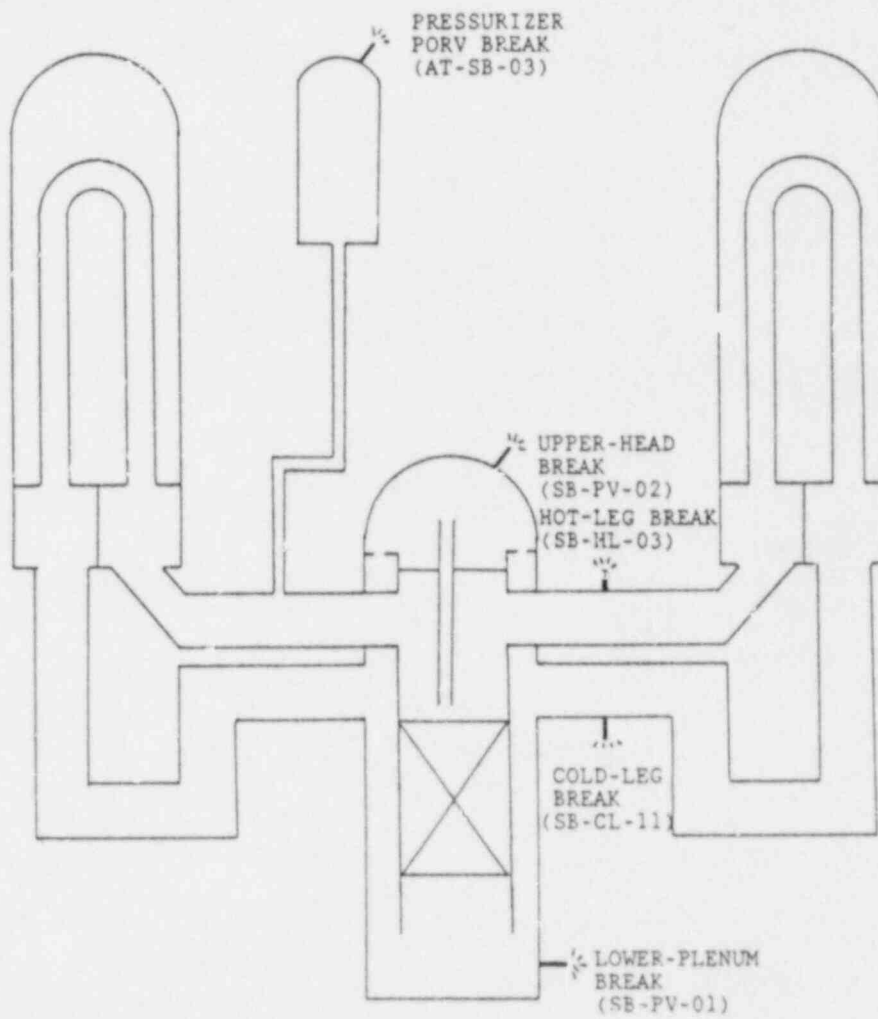 PRESSURIZER
PORV BREAK
(AT-SB-03)
UPPER-HEAD
BREAK
(SB-PV-02)
HOT-LEG BREAK
(SB-HL-03)
COLD-LEG
BREAK
(SB-CL-11)
LOWER-PLENUM
BREAK
(SB-PV-01)